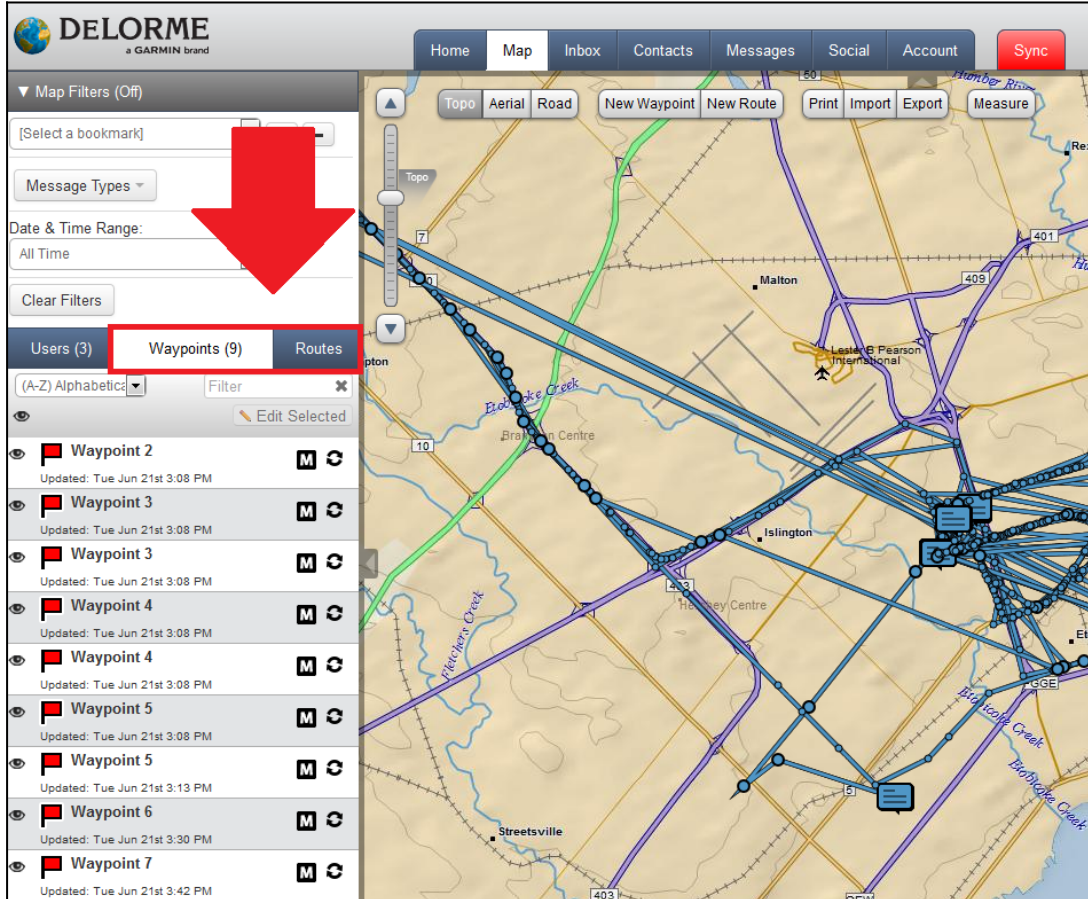 DELORME
a GARMIN brand
Home Map Inbox Contacts Messages Social Account Sync
▼ Map Filters (Off)
[Select a bookmark]
Message Types
Date & Time Range:
All Time
Clear Filters
Users (3) Waypoints (9) Routes
(A-Z) Alphabetica Filter
Edit Selected
Waypoint 2
Updated: Tue Jun 21st 3:08 PM
M
Waypoint 3
Updated: Tue Jun 21st 3:08 PM
M
Waypoint 3
Updated: Tue Jun 21st 3:08 PM
M
Waypoint 4
Updated: Tue Jun 21st 3:08 PM
M
Waypoint 4
Updated: Tue Jun 21st 3:08 PM
M
Waypoint 5
Updated: Tue Jun 21st 3:08 PM
M
Waypoint 5
Updated: Tue Jun 21st 3:13 PM
M
Waypoint 6
Updated: Tue Jun 21st 3:30 PM
M
Waypoint 7
Updated: Tue Jun 21st 3:42 PM
M
50
Humber River
Topo Aerial Road New Waypoint New Route Print Import Export Measure
Topo
7
401
409
Malton
Lester B Pearson
International
Etobicoke Creek
Centre
10
Islington
403
Centre
Fletchers Creek
Etobicoke Creek
Etobicoke Creek
5
Streetsville
403